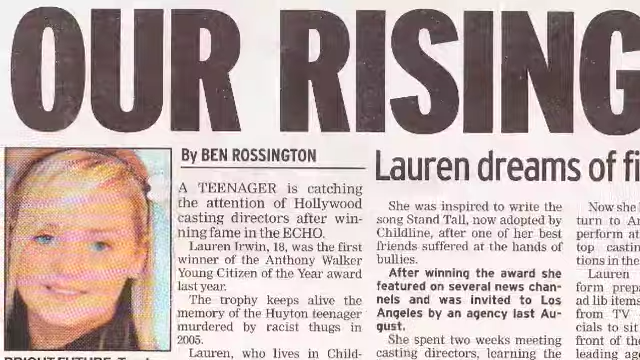 OUR RISING
By BEN ROSSINGTON
A TEENAGER is catching
the attention of Hollywood
casting directors after win-
ning fame in the ECHO.
Lauren Irwin, 18, was the first
winner of the Anthony Walker
Young Citizen of the Year award
last year.
The trophy keeps alive the
memory of the Huyton teenager
murdered by racist thugs in
2005.
Lauren, who lives in Child-
Lauren dreams of fi
She was inspired to write the
song Stand Tall, now adopted by
Childline, after one of her best
friends suffered at the hands of
bullies.
After winning the award she
featured on several news chan-
nels and was invited to Los
Angeles by an agency last Au-
gust.
She spent two weeks meeting
casting directors, learning the
Now she
turn to A
perform at
top castin
tions in the
Lauren
form prepa
ad lib items
from TV
cials to sit
front of th
leading
BRIGHT FUTURE: